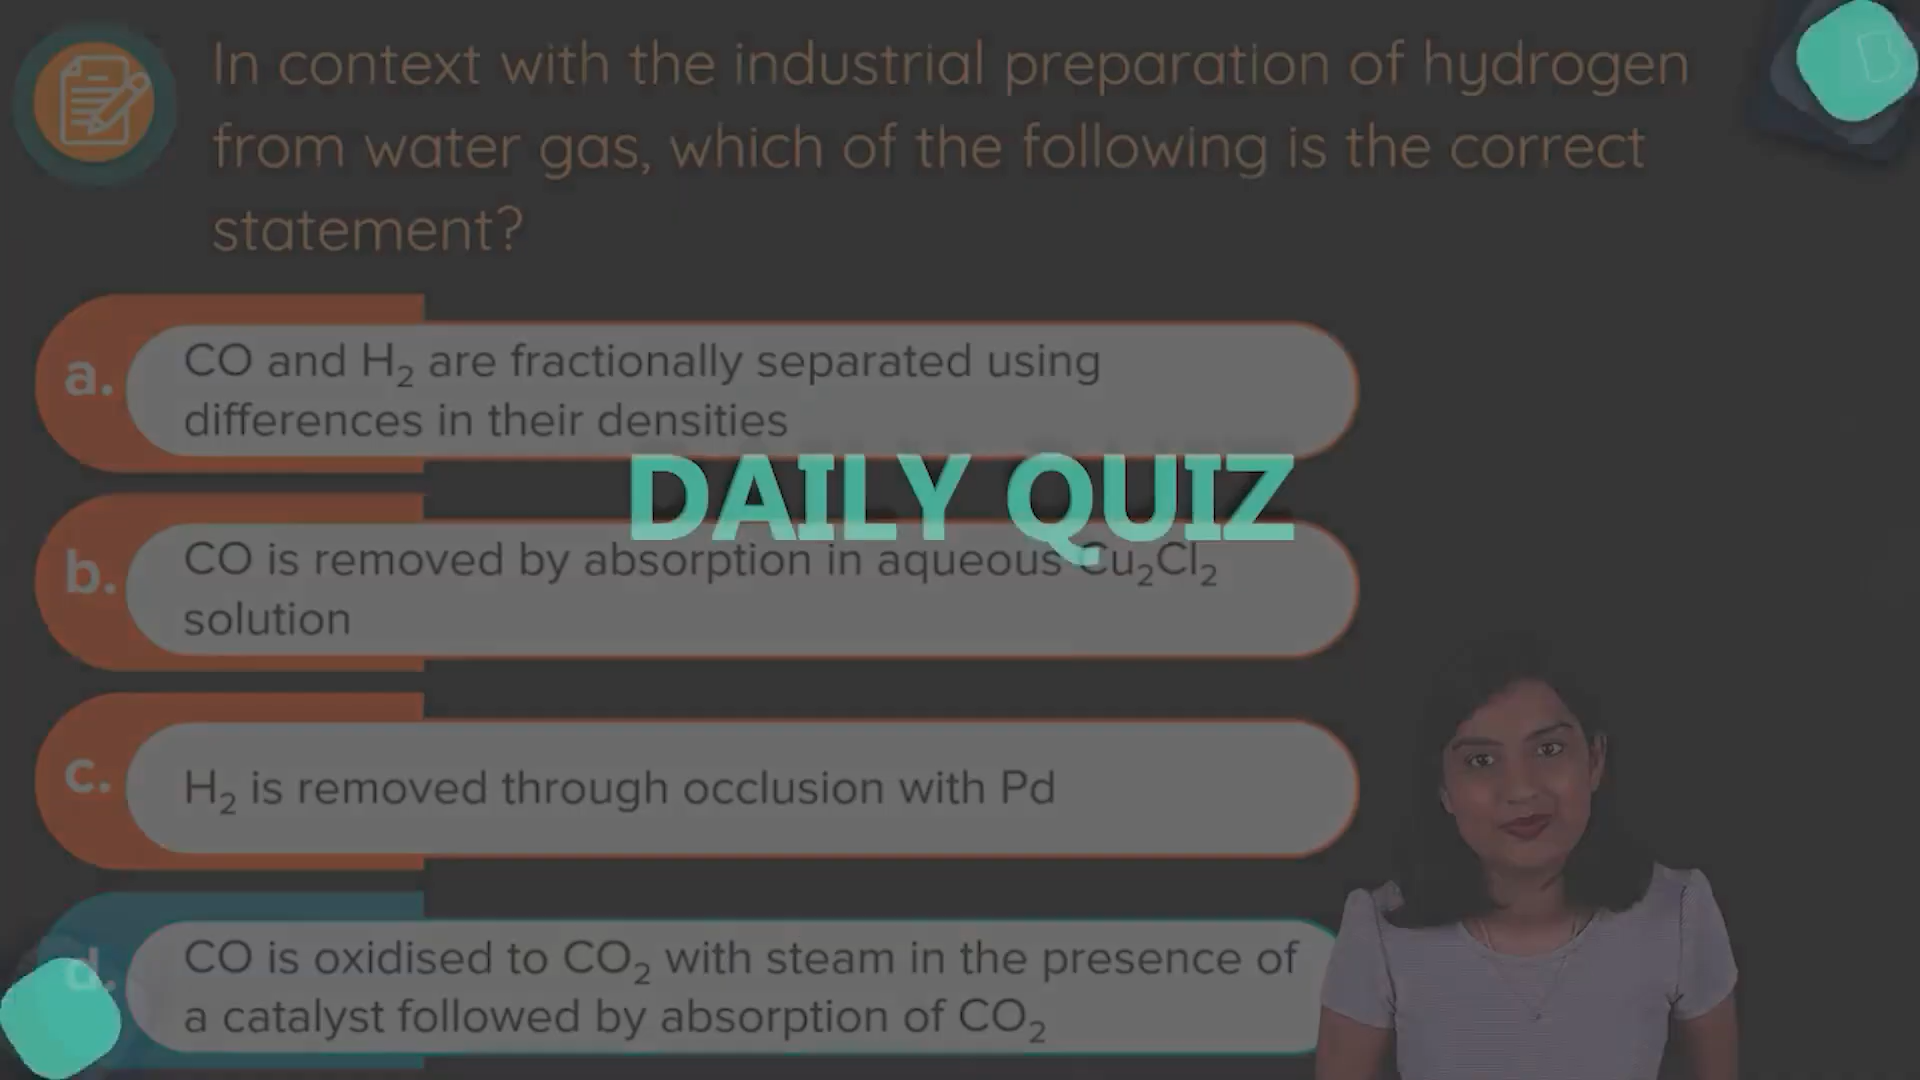 In context with the industrial preparation of hydrogen
from water gas, which of the following is the correct
statement?
a.
CO and H₂ are fractionally separated using
differences in their densities
DAILY QUIZ
b.
CO is removed by absorption in aqueous Cu₂Cl₂
solution
c.
H₂ is removed through occlusion with Pd
d.
CO is oxidised to CO₂ with steam in the presence of
a catalyst followed by absorption of CO₂